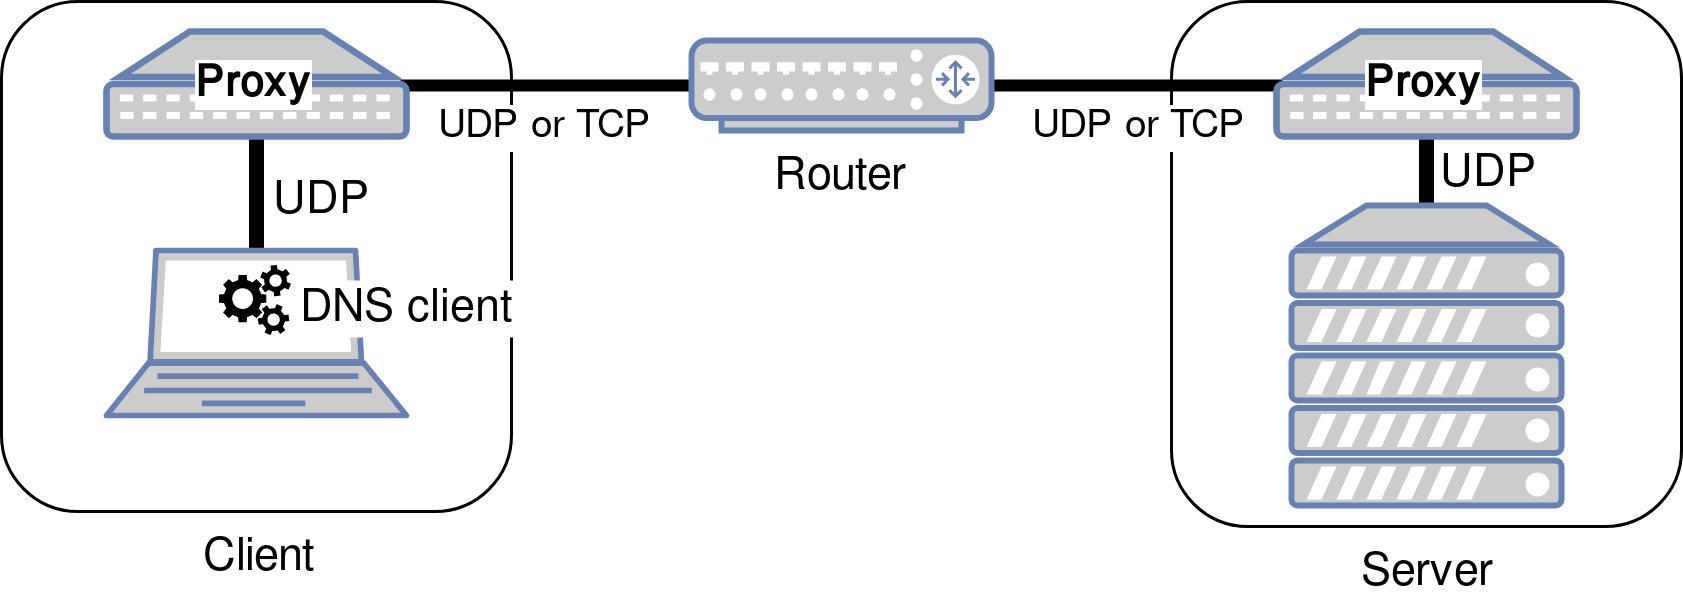 Proxy
UDP or TCP
UDP or TCP
Proxy
Router
UDP
UDP
DNS client
Client
Server